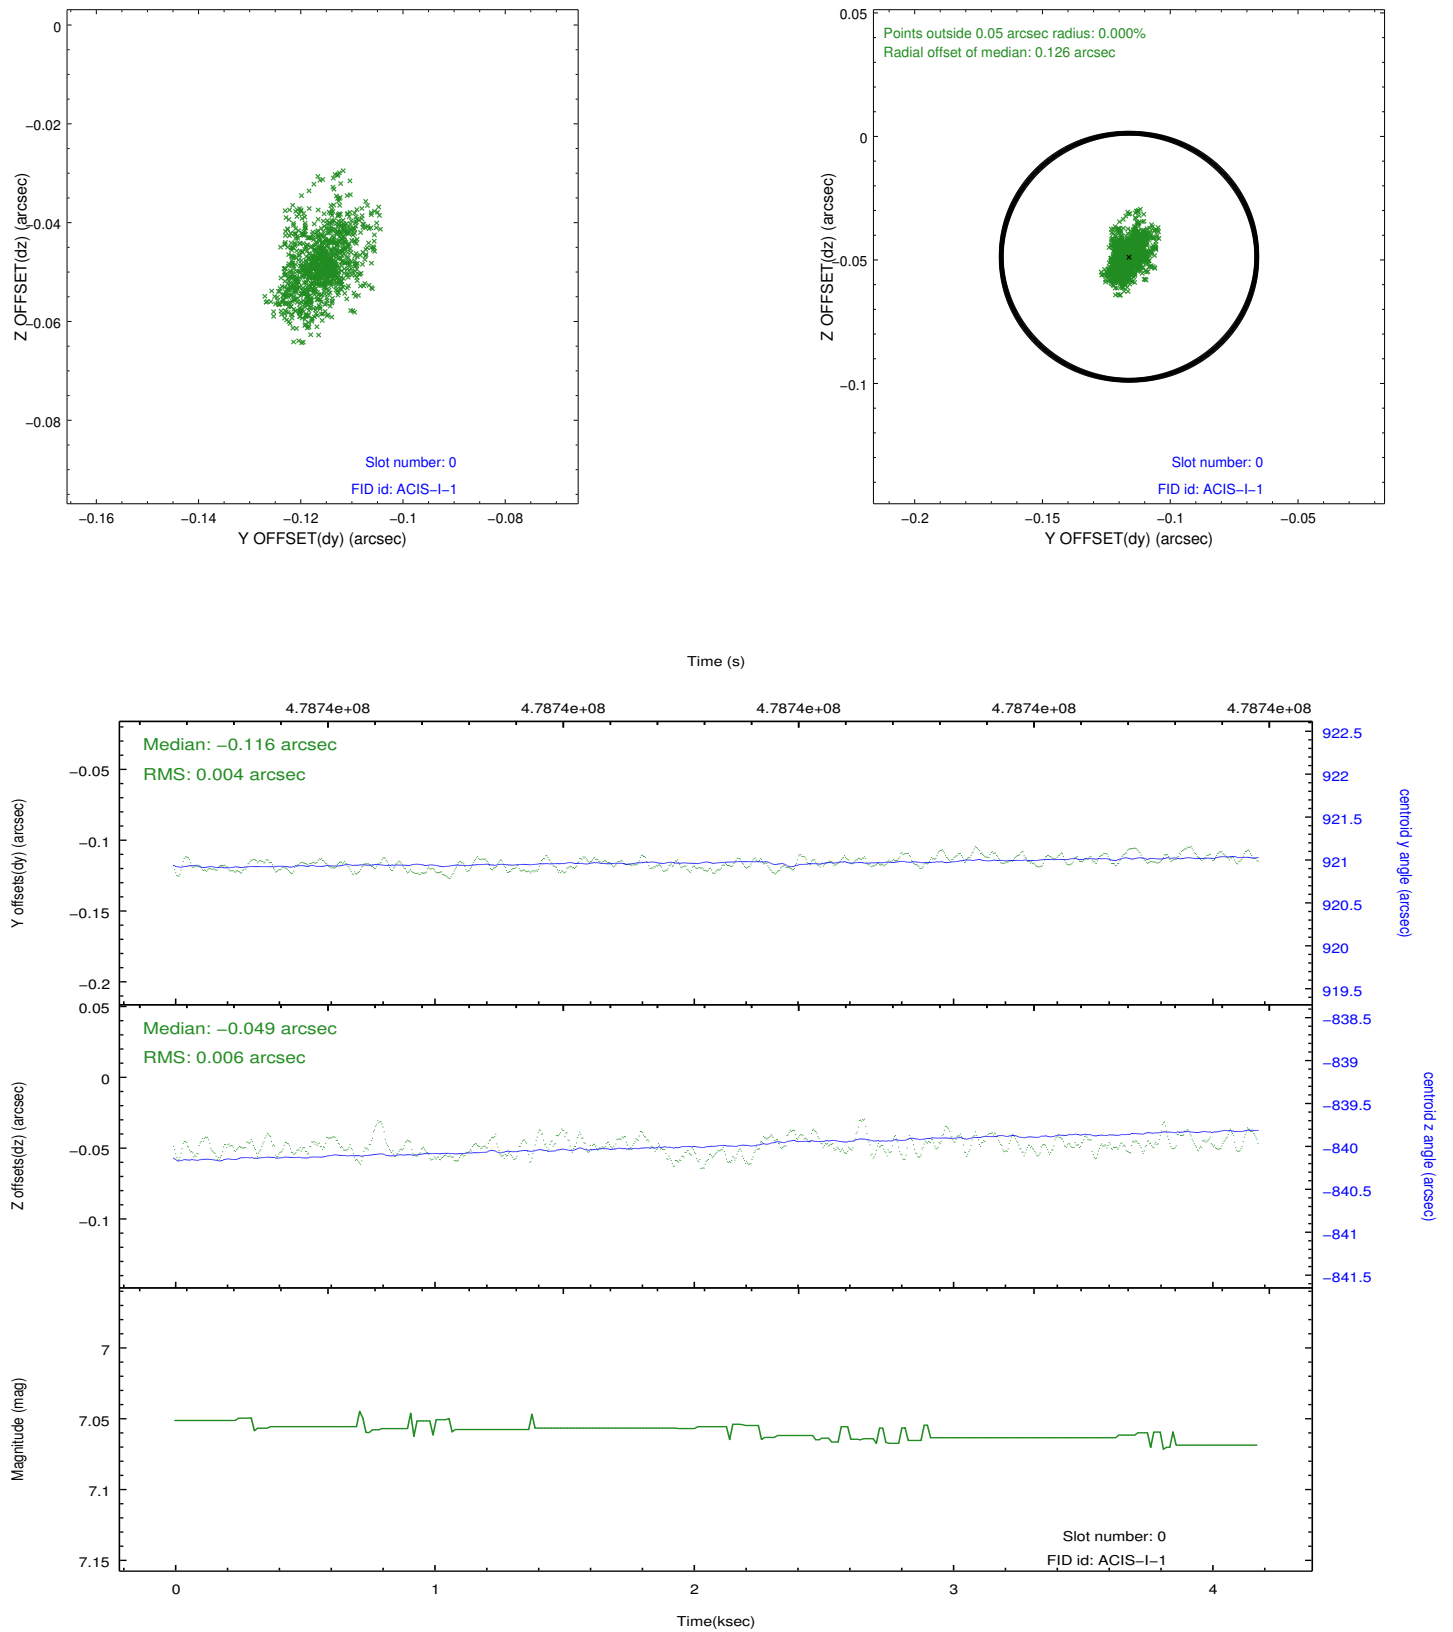 0
−0.02
−0.04
−0.06
−0.08
Z OFFSET(dz) (arcsec)
Slot number: 0
FID id: ACIS−I−1
−0.16 −0.14 −0.12 −0.1 −0.08
Y OFFSET(dy) (arcsec)
0.05
Points outside 0.05 arcsec radius: 0.000%
Radial offset of median: 0.126 arcsec
0
−0.05
−0.1
Z OFFSET(dz) (arcsec)
Slot number: 0
FID id: ACIS−I−1
−0.2 −0.15 −0.1 −0.05
Y OFFSET(dy) (arcsec)
Time (s)
4.7874e+08 4.7874e+08 4.7874e+08 4.7874e+08 4.7874e+08
Median: −0.116 arcsec
RMS: 0.004 arcsec
−0.05
−0.1
−0.15
−0.2
Y offsets(dy) (arcsec)
922.5
922
921.5
921
920.5
920
919.5
centroid y angle (arcsec)
0.05
Median: −0.049 arcsec
RMS: 0.006 arcsec
0
−0.05
−0.1
Z offsets(dz) (arcsec)
−838.5
−839
−839.5
−840
−840.5
−841
−841.5
centroid z angle (arcsec)
7
7.05
7.1
7.15
Magnitude (mag)
Slot number: 0
FID id: ACIS−I−1
0 1 2 3 4
Time(ksec)